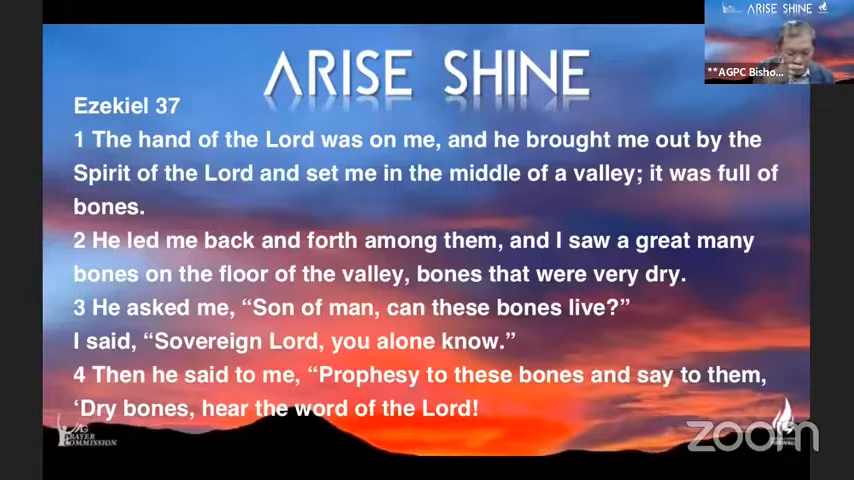 ARISE SHINE
**AGPC Bisho...
ARISE SHINE
Ezekiel 37
1 The hand of the Lord was on me, and he brought me out by the
Spirit of the Lord and set me in the middle of a valley; it was full of
bones.
2 He led me back and forth among them, and I saw a great many
bones on the floor of the valley, bones that were very dry.
3 He asked me, “Son of man, can these bones live?”
I said, “Sovereign Lord, you alone know.”
4 Then he said to me, “Prophesy to these bones and say to them,
‘Dry bones, hear the word of the Lord!
AG
PRAYER
COMMISSION
zoom